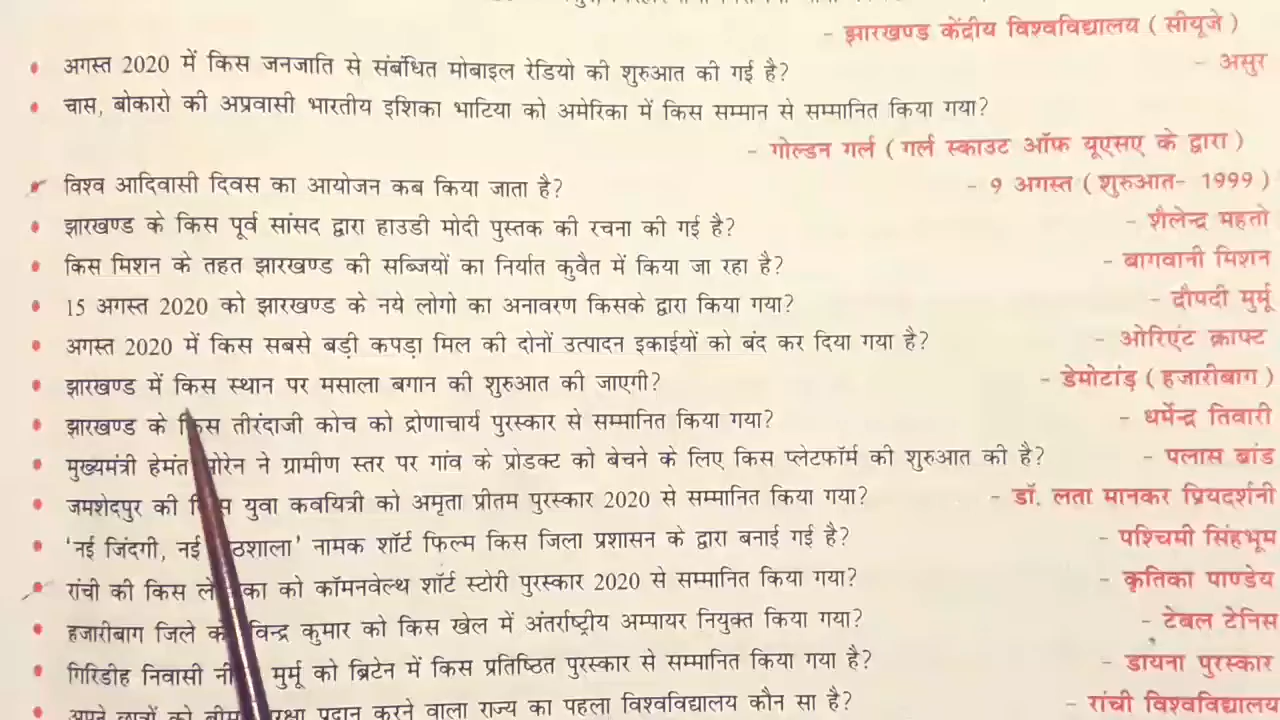 - झारखण्ड केंद्रीय विश्वविद्यालय ( सीयूजे )
• अगस्त 2020 में किस जनजाति से संबंधित मोबाइल रेडियो की शुरुआत की गई है? - असुर
• चास, बोकारो की अप्रवासी भारतीय इशिका भाटिया को अमेरिका में किस सम्मान से सम्मानित किया गया?
- गोल्डन गर्ल ( गर्ल स्काउट ऑफ यूएसए के द्वारा )
• विश्व आदिवासी दिवस का आयोजन कब किया जाता है? - 9 अगस्त ( शुरुआत- 1999 )
• झारखण्ड के किस पूर्व सांसद द्वारा हाउडी मोदी पुस्तक की रचना की गई है? - शैलेन्द्र महतो
• किस मिशन के तहत झारखण्ड की सब्जियों का निर्यात कुवैत में किया जा रहा है? - बागवानी मिशन
• 15 अगस्त 2020 को झारखण्ड के नये लोगो का अनावरण किसके द्वारा किया गया? - दौपदी मुर्मू
• अगस्त 2020 में किस सबसे बड़ी कपड़ा मिल की दोनों उत्पादन इकाईयों को बंद कर दिया गया है? - ओरिएंट क्राफ्ट
• झारखण्ड में किस स्थान पर मसाला बगान की शुरुआत की जाएगी? - डेमोटांड़ ( हजारीबाग )
• झारखण्ड के किस तीरंदाजी कोच को द्रोणाचार्य पुरस्कार से सम्मानित किया गया? - धर्मेन्द्र तिवारी
• मुख्यमंत्री हेमंत सोरेन ने ग्रामीण स्तर पर गांव के प्रोडक्ट को बेचने के लिए किस प्लेटफॉर्म की शुरुआत की है? - पलास ब्रांड
• जमशेदपुर की किस युवा कवयित्री को अमृता प्रीतम पुरस्कार 2020 से सम्मानित किया गया? - डॉ. लता मानकर प्रियदर्शनी
• 'नई जिंदगी, नई ठशाला' नामक शॉर्ट फिल्म किस जिला प्रशासन के द्वारा बनाई गई है? - पश्चिमी सिंहभूम
• रांची की किस का को कॉमनवेल्थ शॉर्ट स्टोरी पुरस्कार 2020 से सम्मानित किया गया? - कृतिका पाण्डेय
• हजारीबाग जिले के विन्द्र कुमार को किस खेल में अंतर्राष्ट्रीय अम्पायर नियुक्त किया गया? - टेबल टेनिस
• गिरिडीह निवासी मुर्मू को ब्रिटेन में किस प्रतिष्ठित पुरस्कार से सम्मानित किया गया है? - डायना पुरस्कार
• अपने छात्रों को प्रदान करने वाला राज्य का पहला विश्वविद्यालय कौन सा है? - रांची विश्वविद्यालय